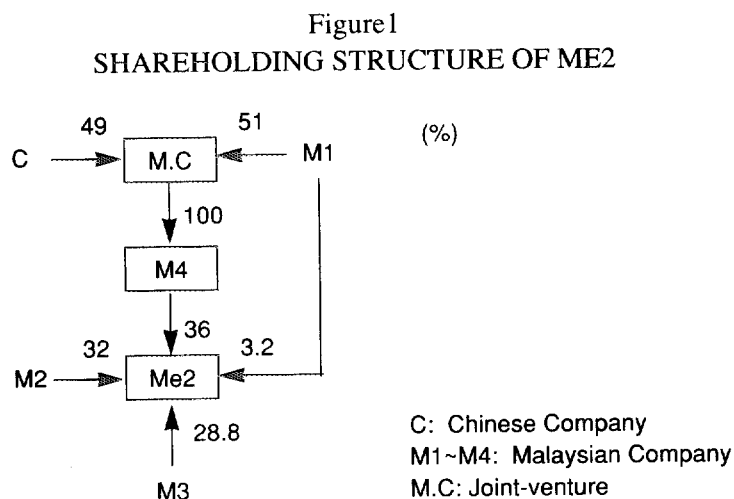 Figure1
SHAREHOLDING STRUCTURE OF ME2
(%)
49
51
C
M.C
M1
100
M4
36
32
3.2
M2
Me2
28.8
M3
C: Chinese Company
M1~M4: Malaysian Company
M.C: Joint-venture